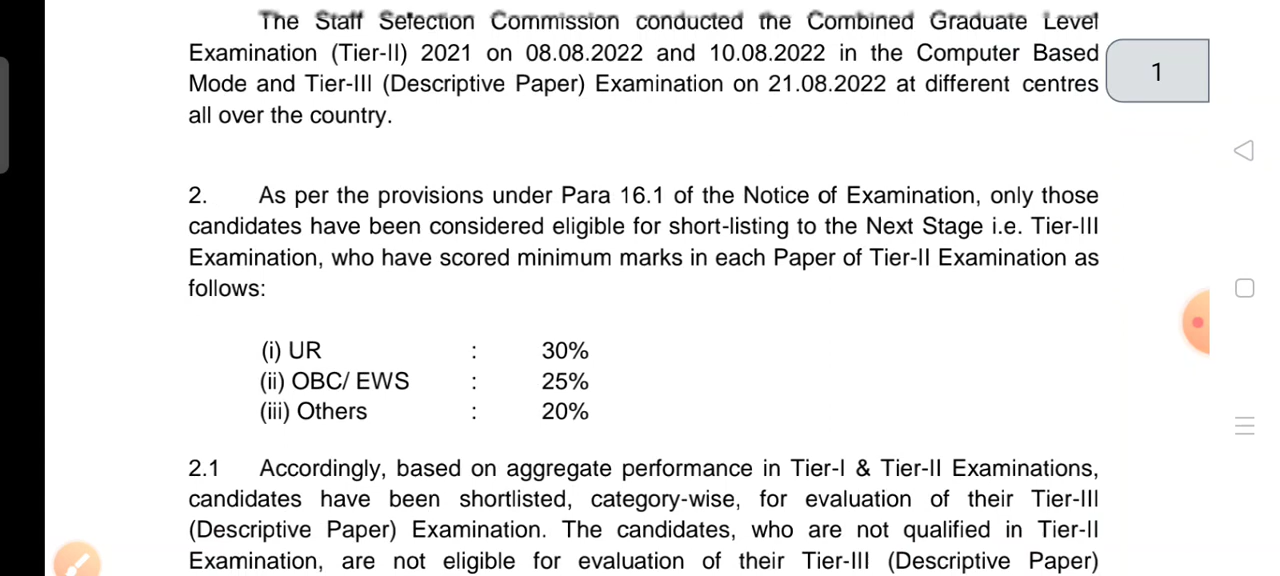 The Staff Selection Commission conducted the Combined Graduate Level
Examination (Tier-II) 2021 on 08.08.2022 and 10.08.2022 in the Computer Based
Mode and Tier-III (Descriptive Paper) Examination on 21.08.2022 at different centres
all over the country.
1
2. As per the provisions under Para 16.1 of the Notice of Examination, only those
candidates have been considered eligible for short-listing to the Next Stage i.e. Tier-III
Examination, who have scored minimum marks in each Paper of Tier-II Examination as
follows:
(i) UR : 30%
(ii) OBC/ EWS : 25%
(iii) Others : 20%
2.1 Accordingly, based on aggregate performance in Tier-I & Tier-II Examinations,
candidates have been shortlisted, category-wise, for evaluation of their Tier-III
(Descriptive Paper) Examination. The candidates, who are not qualified in Tier-II
Examination, are not eligible for evaluation of their Tier-III (Descriptive Paper)